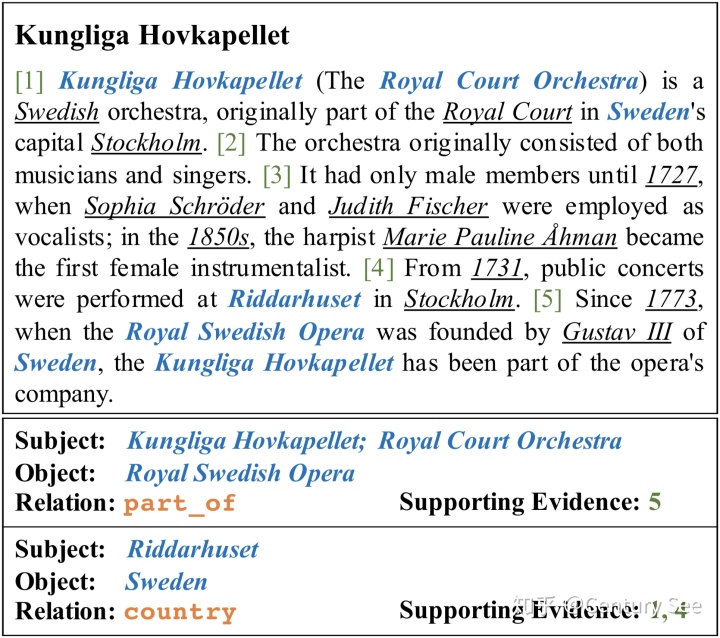 Kungliga Hovkapellet
[1] Kungliga Hovkapellet (The Royal Court Orchestra) is a
Swedish orchestra, originally part of the Royal Court in Sweden's
capital Stockholm. [2] The orchestra originally consisted of both
musicians and singers. [3] It had only male members until 1727,
when Sophia Schröder and Judith Fischer were employed as
vocalists; in the 1850s, the harpist Marie Pauline Åhman became
the first female instrumentalist. [4] From 1731, public concerts
were performed at Riddarhuset in Stockholm. [5] Since 1773,
when the Royal Swedish Opera was founded by Gustav III of
Sweden, the Kungliga Hovkapellet has been part of the opera's
company.
Subject: Kungliga Hovkapellet; Royal Court Orchestra
Object: Royal Swedish Opera
Relation: part_of Supporting Evidence: 5
Subject: Riddarhuset
Object: Sweden
Relation: country Supporting Evidence: 1, 4
知乎 @Century See